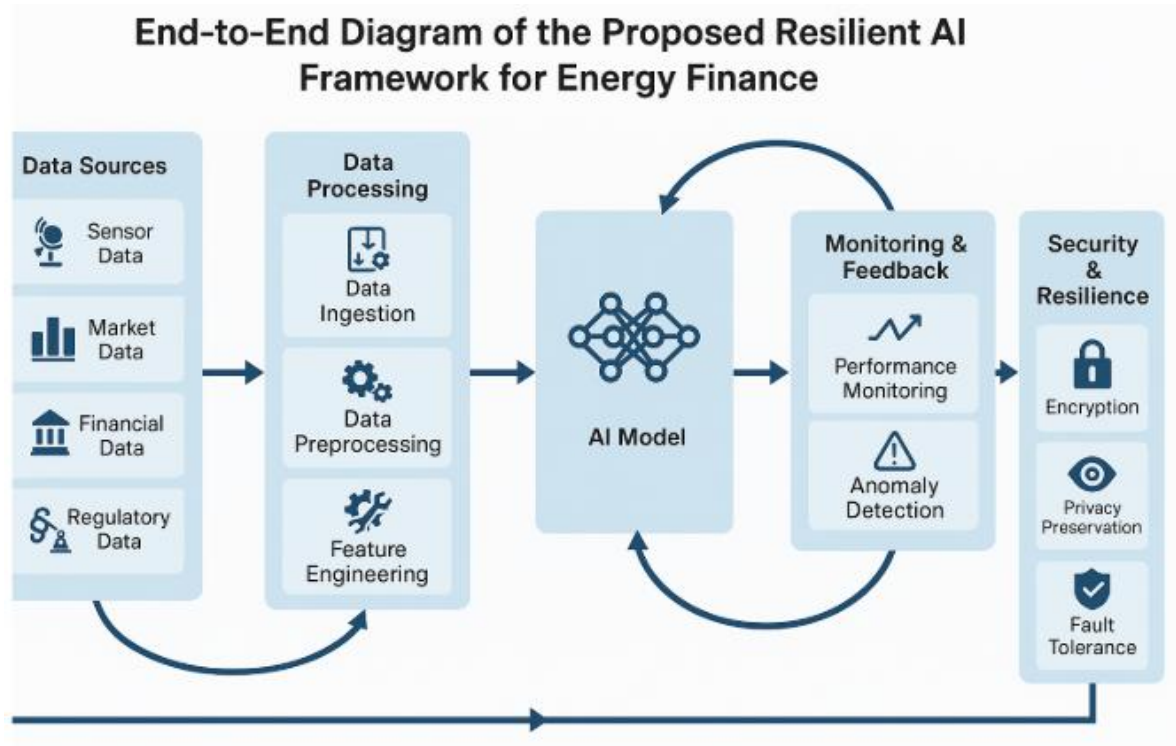 End-to-End Diagram of the Proposed Resilient AI
Framework for Energy Finance
Data Sources
Sensor
Data
Market
Data
Financial
Data
Regulatory
Data
Data
Processing
Data
Ingestion
Data
Preprocessing
Feature
Engineering
AI Model
Monitoring &
Feedback
Performance
Monitoring
Anomaly
Detection
Security
&
Resilience
Encryption
Privacy
Preservation
Fault
Tolerance